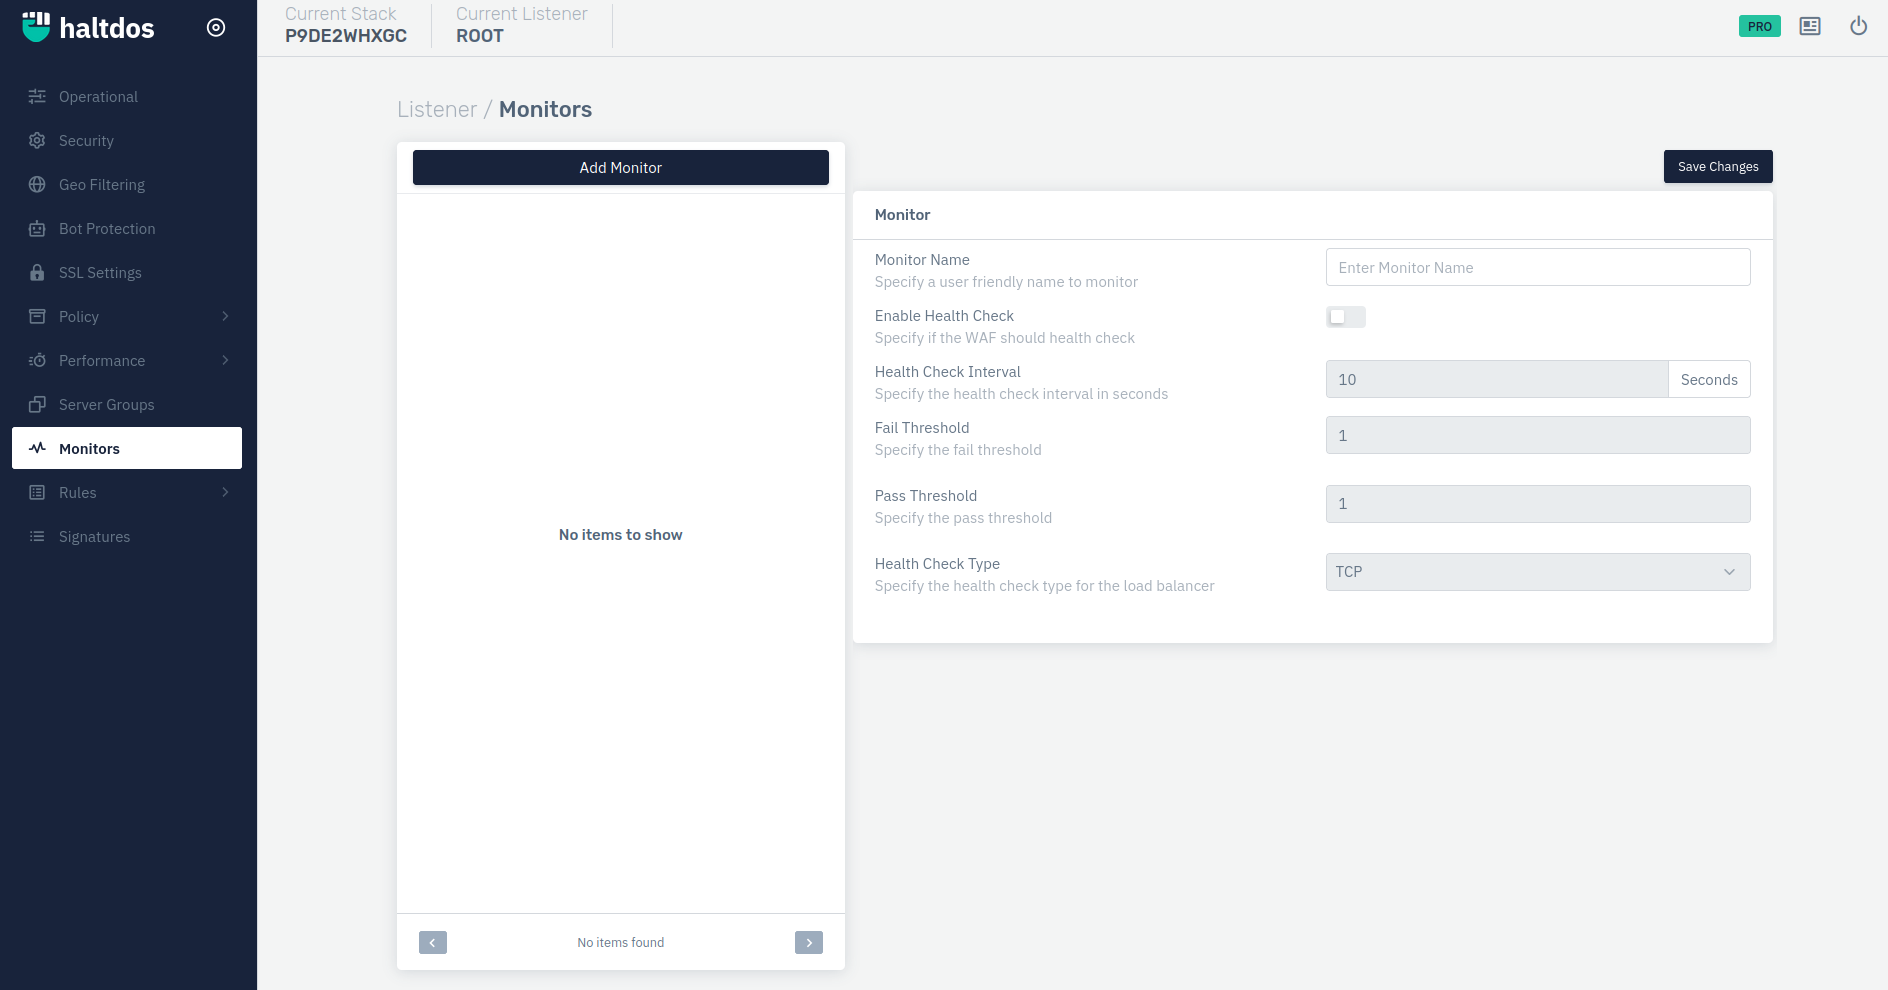 haltdos
Current Stack
P9DE2WHXGC
Current Listener
ROOT
PRO
Operational
Security
Geo Filtering
Bot Protection
SSL Settings
Policy
Performance
Server Groups
Monitors
Rules
Signatures
Listener / Monitors
Add Monitor
No items to show
No items found
Save Changes
Monitor
Monitor Name
Specify a user friendly name to monitor
Enter Monitor Name
Enable Health Check
Specify if the WAF should health check
Health Check Interval
Specify the health check interval in seconds
10 Seconds
Fail Threshold
Specify the fail threshold
1
Pass Threshold
Specify the pass threshold
1
Health Check Type
Specify the health check type for the load balancer
TCP